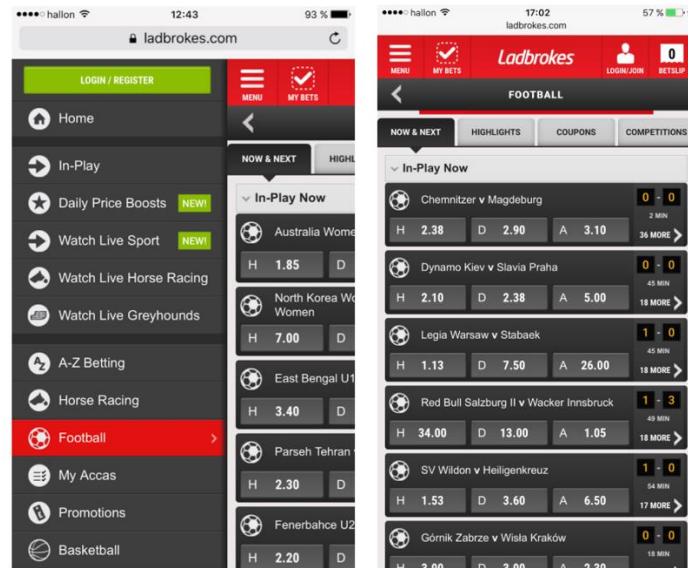 hallon 12:43 93 %
ladbrokes.com
LOGIN / REGISTER
MENU MY BETS
Home
In-Play
Daily Price Boosts NEW!
Watch Live Sport NEW!
Watch Live Horse Racing
Watch Live Greyhounds
A-Z Betting
Horse Racing
Football
My Accas
Promotions
Basketball
NOW & NEXT HIGHL
In-Play Now
Australia Wome
H 1.85 D
North Korea Wo
Women
H 7.00 D
East Bengal U1
H 3.40 D
Parseh Tehran
H 2.30 D
Fenerbahce U2
H 2.20 D
hallon 17:02 57 %
ladbrokes.com
MENU MY BETS Ladbrokes LOGIN/JOIN 0 BETSLIP
FOOTBALL
NOW & NEXT HIGHLIGHTS COUPONS COMPETITIONS
In-Play Now
Chemnitzer v Magdeburg 0 - 0
2 MIN
H 2.38 D 2.90 A 3.10 36 MORE
Dynamo Kiev v Slavia Praha 0 - 0
45 MIN
H 2.10 D 2.38 A 5.00 18 MORE
Legia Warsaw v Stabaek 1 - 0
45 MIN
H 1.13 D 7.50 A 26.00 18 MORE
Red Bull Salzburg II v Wacker Innsbruck 1 - 3
49 MIN
H 34.00 D 13.00 A 1.05 18 MORE
SV Wildon v Heiligenkreuz 1 - 0
54 MIN
H 1.53 D 3.60 A 6.50 17 MORE
Górnik Zabrze v Wisła Kraków 0 - 0
18 MIN
H 3.00 D 3.00 A 2.30